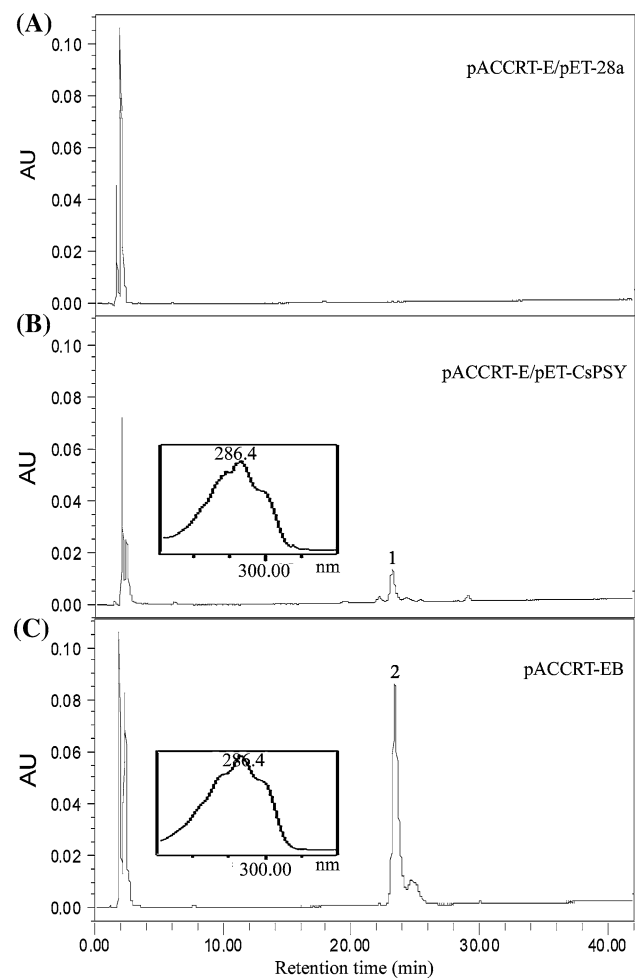 (A)
pACCRT-E/pET-28a
AU
0.10
0.08
0.06
0.04
0.02
0.00
(B)
pACCRT-E/pET-CsPSY
AU
0.10
0.08
0.06
0.04
0.02
0.00
286.4
300.00 nm
1
(C)
pACCRT-EB
AU
0.10
0.08
0.06
0.04
0.02
0.00
286.4
300.00 nm
2
0.00 10.00 20.00 30.00 40.00
Retention time (min)